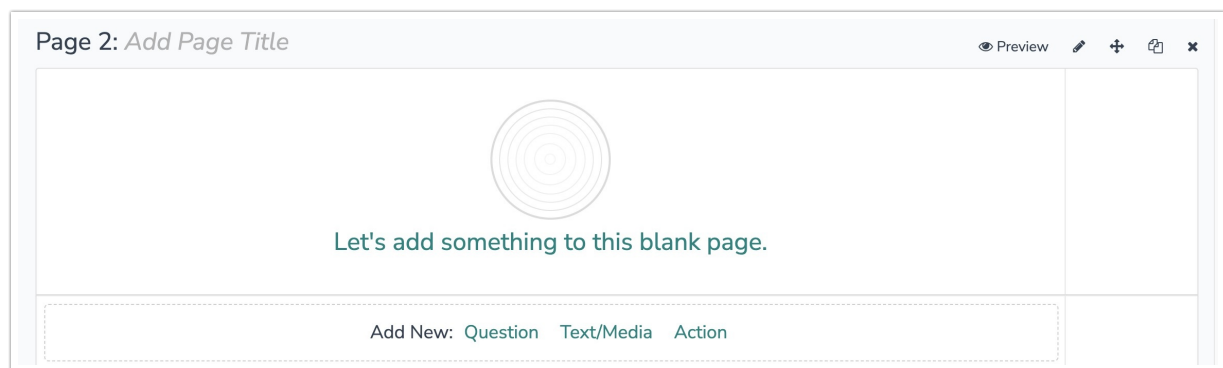 Page 2: Add Page Title
Preview
Let's add something to this blank page.
Add New: Question Text/Media Action